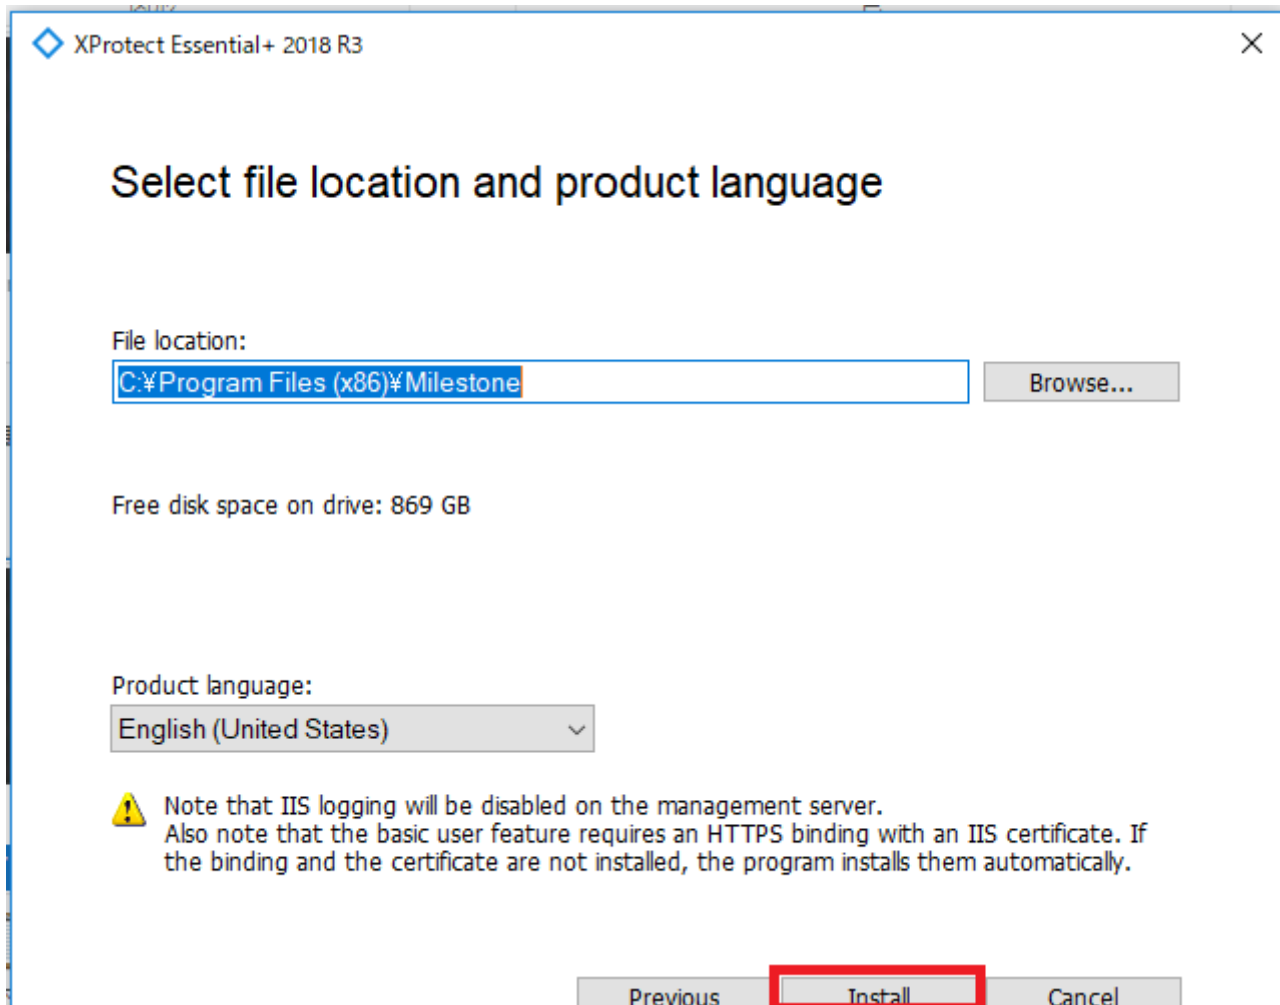 XProtect Essential+ 2018 R3
Select file location and product language
File location:
C:¥Program Files (x86)¥Milestone
Browse...
Free disk space on drive: 869 GB
Product language:
English (United States)
Note that IIS logging will be disabled on the management server.
Also note that the basic user feature requires an HTTPS binding with an IIS certificate. If
the binding and the certificate are not installed, the program installs them automatically.
Previous
Install
Cancel